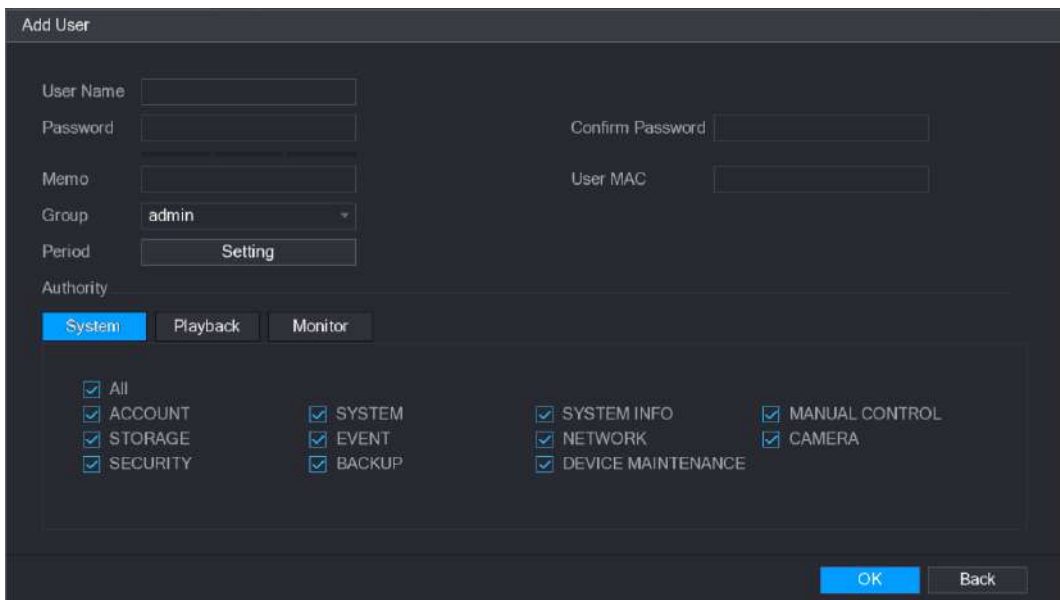 Add User
User Name
Password Confirm Password
Memo User MAC
Group admin
Period Setting
Authority
System Playback Monitor
All
ACCOUNT SYSTEM SYSTEM INFO MANUAL CONTROL
STORAGE EVENT NETWORK CAMERA
SECURITY BACKUP DEVICE MAINTENANCE
OK Back